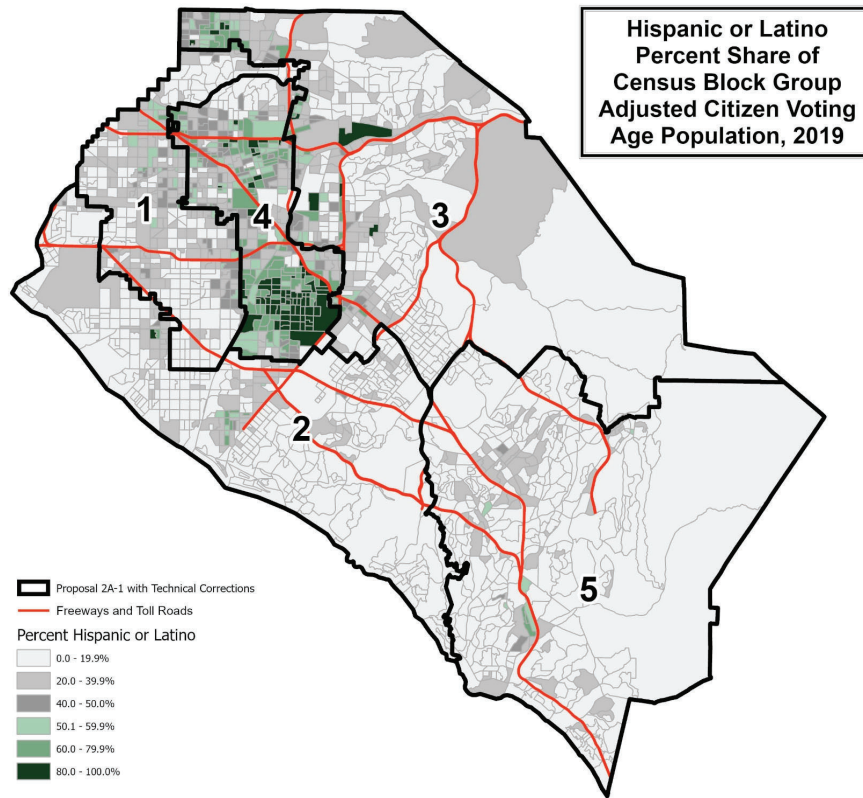 Hispanic or Latino
Percent Share of
Census Block Group
Adjusted Citizen Voting
Age Population, 2019
1
4
3
2
5
Proposal 2A-1 with Technical Corrections
Freeways and Toll Roads
Percent Hispanic or Latino
0.0 - 19.9%
20.0 - 39.9%
40.0 - 50.0%
50.1 - 59.9%
60.0 - 79.9%
80.0 - 100.0%